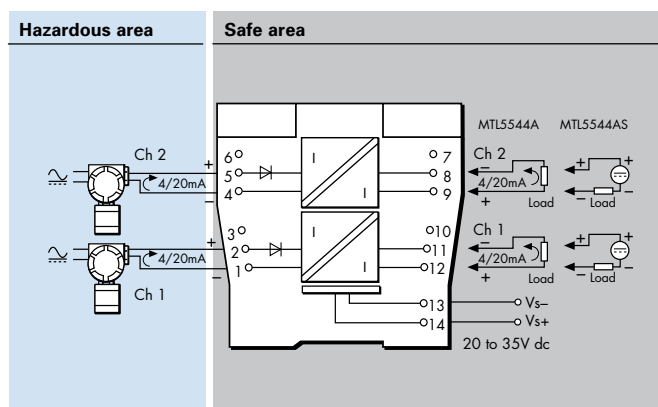 Hazardous area
Safe area
MTL5544A MTL5544AS
Ch 2
+
4/20mA
−
6
5
4
I
I
7
8
9
Ch 2
−
4/20mA
+
Load
+ +
− Load −
Ch 1
+
4/20mA
−
3
2
1
I
I
10
11
12
Ch 1
−
4/20mA
+
Load
+ +
− Load −
13
14
Vs−
Vs+
20 to 35V dc